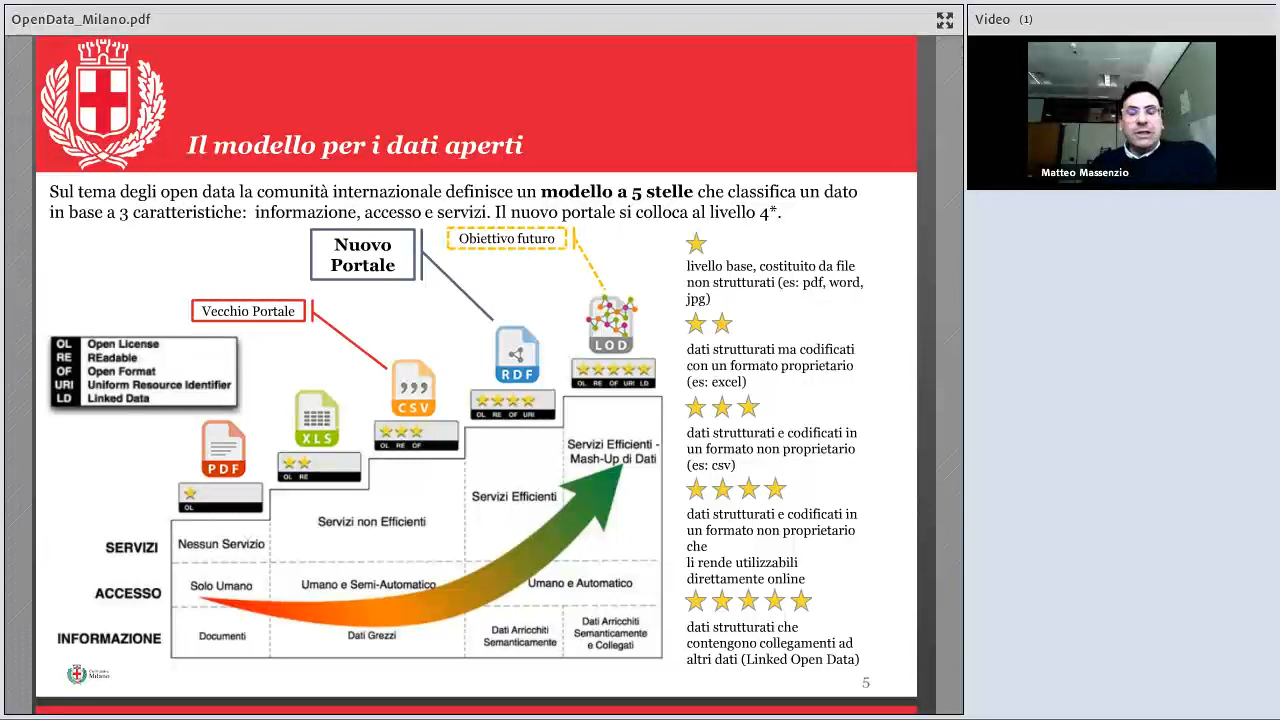 OpenData_Milano.pdf
Video (1)
Matteo Massenzio
Il modello per i dati aperti
Sul tema degli open data la comunità internazionale definisce un modello a 5 stelle che classifica un dato
in base a 3 caratteristiche: informazione, accesso e servizi. Il nuovo portale si colloca al livello 4*.
Nuovo
Portale
Obiettivo futuro
Vecchio Portale
OL Open License
RE REadable
OF Open Format
URI Uniform Resource Identifier
LD Linked Data
PDF
OL
XLS
OL RE
CSV
OL RE OF
RDF
OL RE OF URI
LOD
OL RE OF URI LD
SERVIZI
Nessun Servizio
Servizi non Efficienti
Servizi Efficienti
Servizi Efficienti -
Mash-Up di Dati
ACCESSO
Solo Umano
Umano e Semi-Automatico
Umano e Automatico
INFORMAZIONE
Documenti
Dati Grezzi
Dati Arricchiti
Semanticamente
Dati Arricchiti
Semanticamente
e Collegati
livello base, costituito da file
non strutturati (es: pdf, word,
jpg)
dati strutturati ma codificati
con un formato proprietario
(es: excel)
dati strutturati e codificati in
un formato non proprietario
(es: csv)
dati strutturati e codificati in
un formato non proprietario
che
li rende utilizzabili
direttamente online
dati strutturati che
contengono collegamenti ad
altri dati (Linked Open Data)
Milano
5